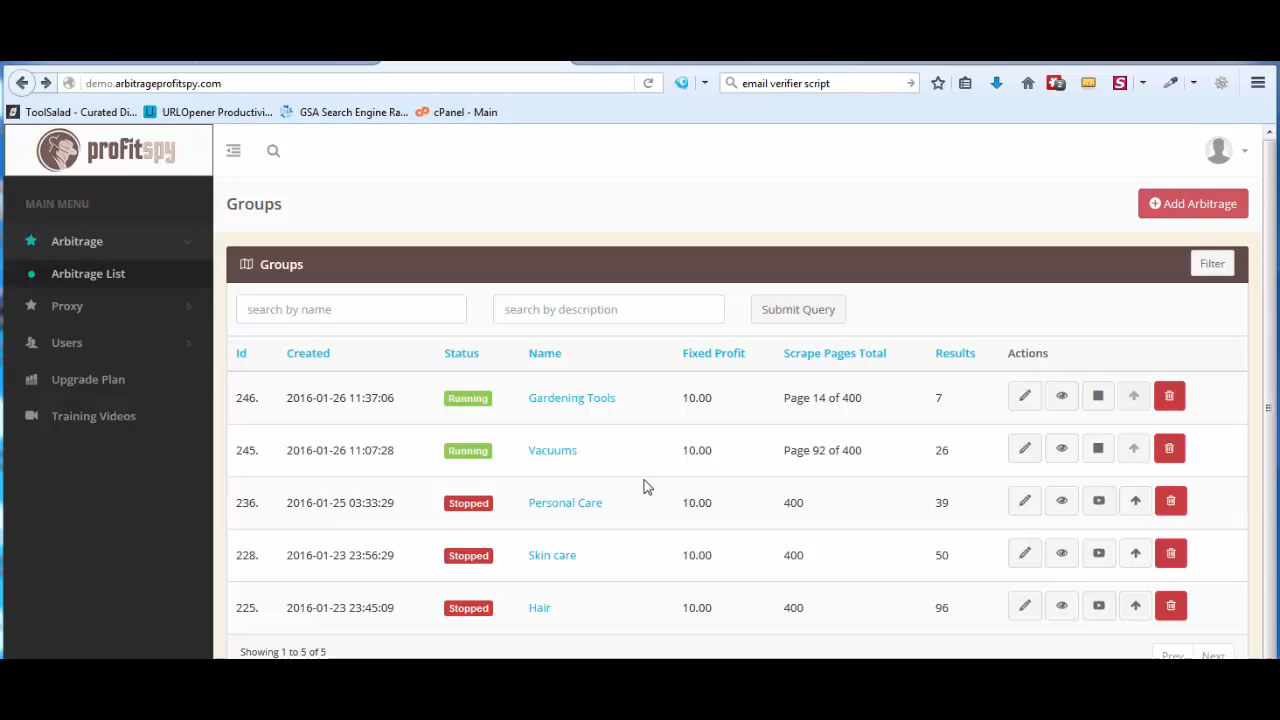 demo.arbitrageprofitspy.com
email verifier script
2
S
ToolSalad - Curated Di...
U URLOpener Productivi...
GSA Search Engine Ra...
cP cPanel - Main
profitspy
MAIN MENU
Groups
Add Arbitrage
Arbitrage
Arbitrage List
Proxy
Users
Upgrade Plan
Training Videos
Groups
Filter
search by name
search by description
Submit Query
Id Created Status Name Fixed Profit Scrape Pages Total Results Actions
246. 2016-01-26 11:37:06 Running Gardening Tools 10.00 Page 14 of 400 7
245. 2016-01-26 11:07:28 Running Vacuums 10.00 Page 92 of 400 26
236. 2016-01-25 03:33:29 Stopped Personal Care 10.00 400 39
228. 2016-01-23 23:56:29 Stopped Skin care 10.00 400 50
225. 2016-01-23 23:45:09 Stopped Hair 10.00 400 96
Showing 1 to 5 of 5
Prev Next